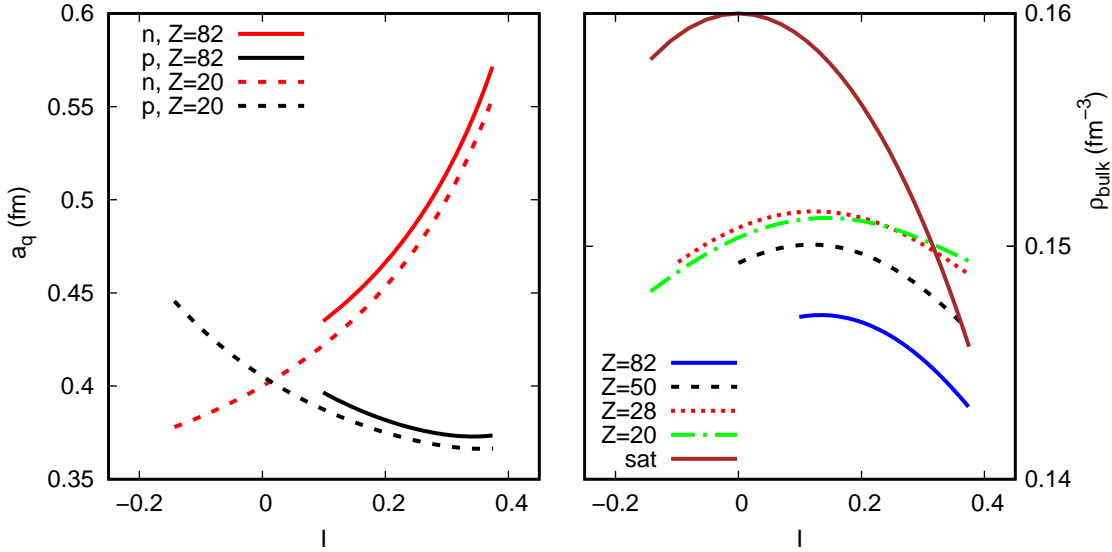 0.6
0.55
0.5
0.45
0.4
0.35
a_q (fm)
n, Z=82
p, Z=82
n, Z=20
p, Z=20
−0.2 0 0.2 0.4
I
0.16
0.15
0.14
ρ_bulk (fm⁻³)
Z=82
Z=50
Z=28
Z=20
sat
−0.2 0 0.2 0.4
I